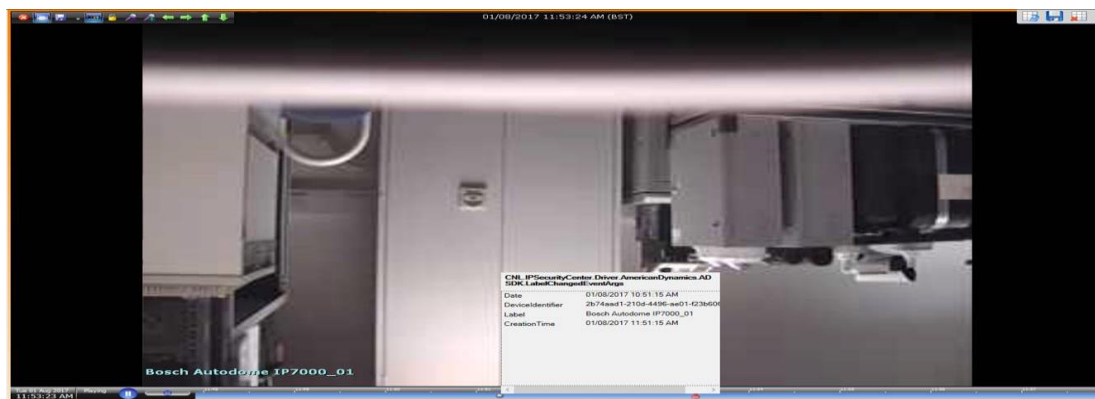 01/08/2017 11:53:24 AM (BST)
CNL.IPSecurityCenter.Driver.AmericanDynamics.AD
SDK.LabelChangedEventArgs
Date 01/08/2017 10:51:15 AM
DeviceIdentifier 2b74aad1-210d-4496-ae01-f23b60
Label Bosch Autodome IP7000_01
CreationTime 01/08/2017 11:51:15 AM
Bosch Autodome IP7000_01
Tue 01 Aug 2017 Playing
11:53:23 AM